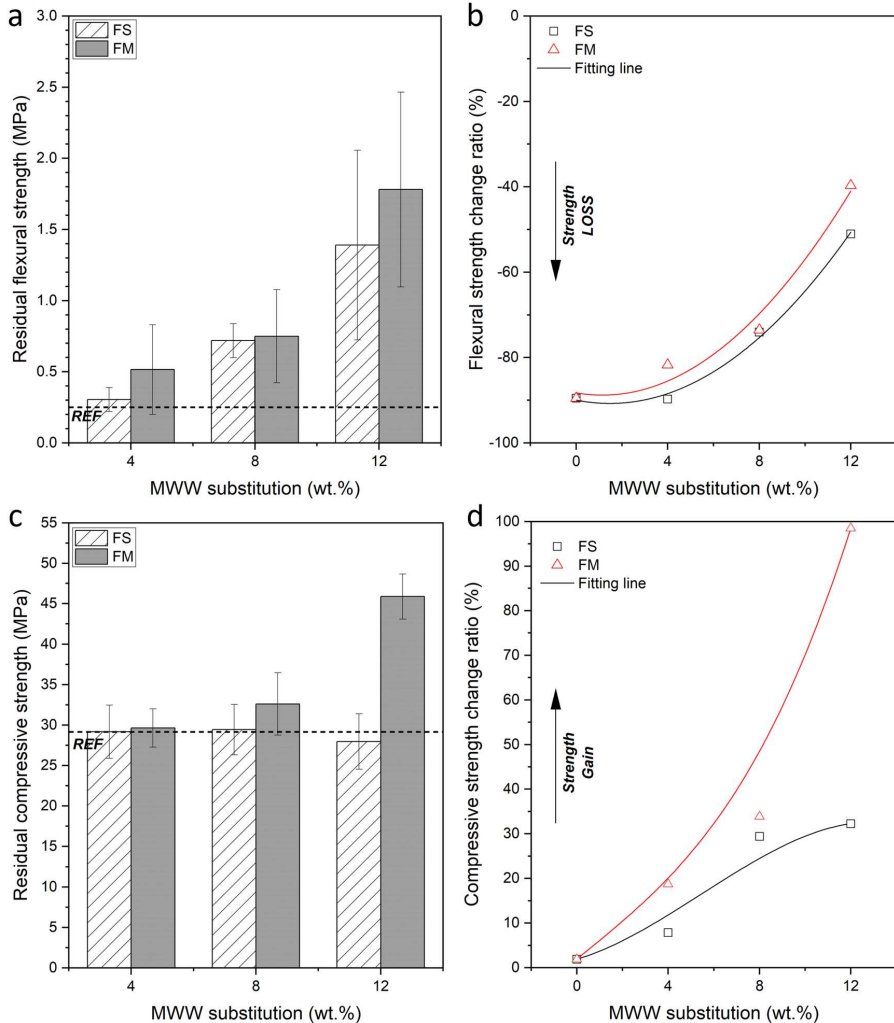 a
Residual flexural strength (MPa)
3.0
2.5
2.0
1.5
1.0
0.5
0.0
FS
FM
REF
4
8
12
MWW substitution (wt.%)
b
Flexural strength change ratio (%)
0
-20
-40
-60
-80
-100
FS
FM
Fitting line
Strength
LOSS
0
4
8
12
MWW substitution (wt.%)
c
Residual compressive strength (MPa)
55
50
45
40
35
30
25
20
15
10
5
0
FS
FM
REF
4
8
12
MWW substitution (wt.%)
d
Compressive strength change ratio (%)
100
90
80
70
60
50
40
30
20
10
0
FS
FM
Fitting line
Strength
Gain
0
4
8
12
MWW substitution (wt.%)